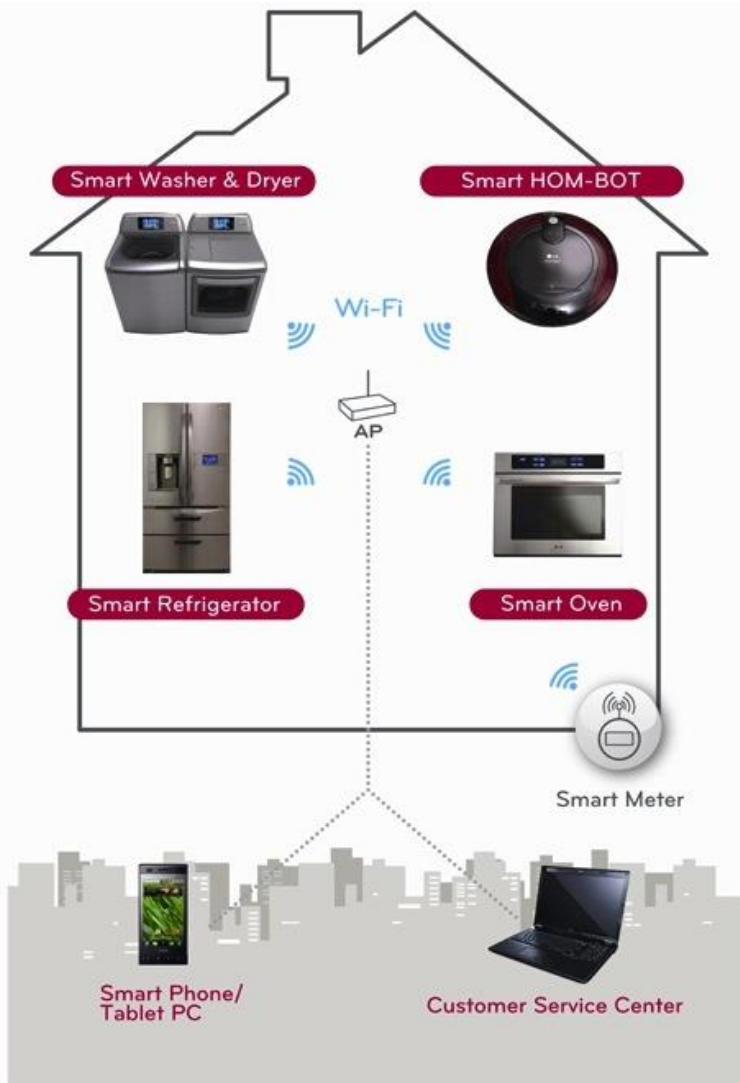 Smart Washer & Dryer
Smart HOM-BOT
Wi-Fi
AP
Smart Refrigerator
Smart Oven
Smart Meter
Smart Phone/
Tablet PC
Customer Service Center